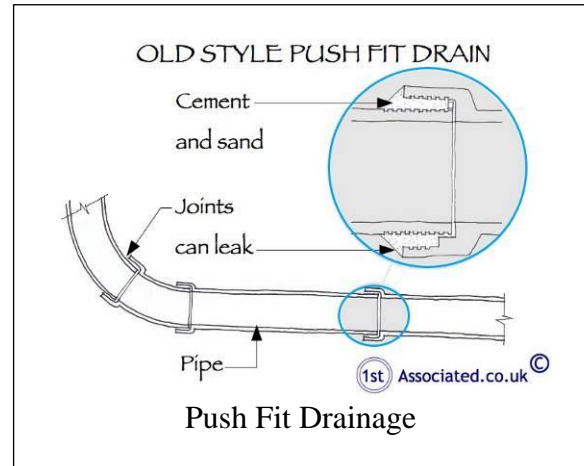 OLD STYLE PUSH FIT DRAIN
Cement
and sand
Joints
can leak
Pipe
1st Associated.co.uk ©
Push Fit Drainage